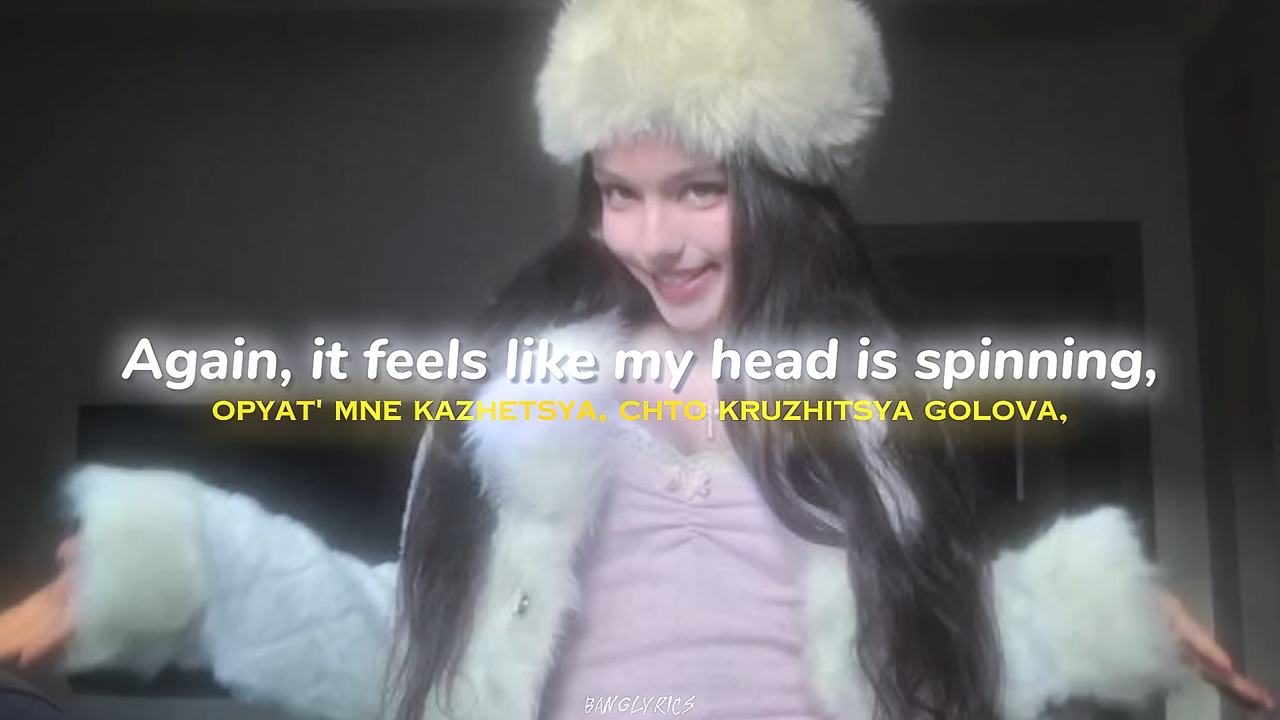 Again, it feels like my head is spinning,
OPYAT' MNE KAZHETSYA, CHTO KRUZHITSYA GOLOVA,
BANGLYRICS